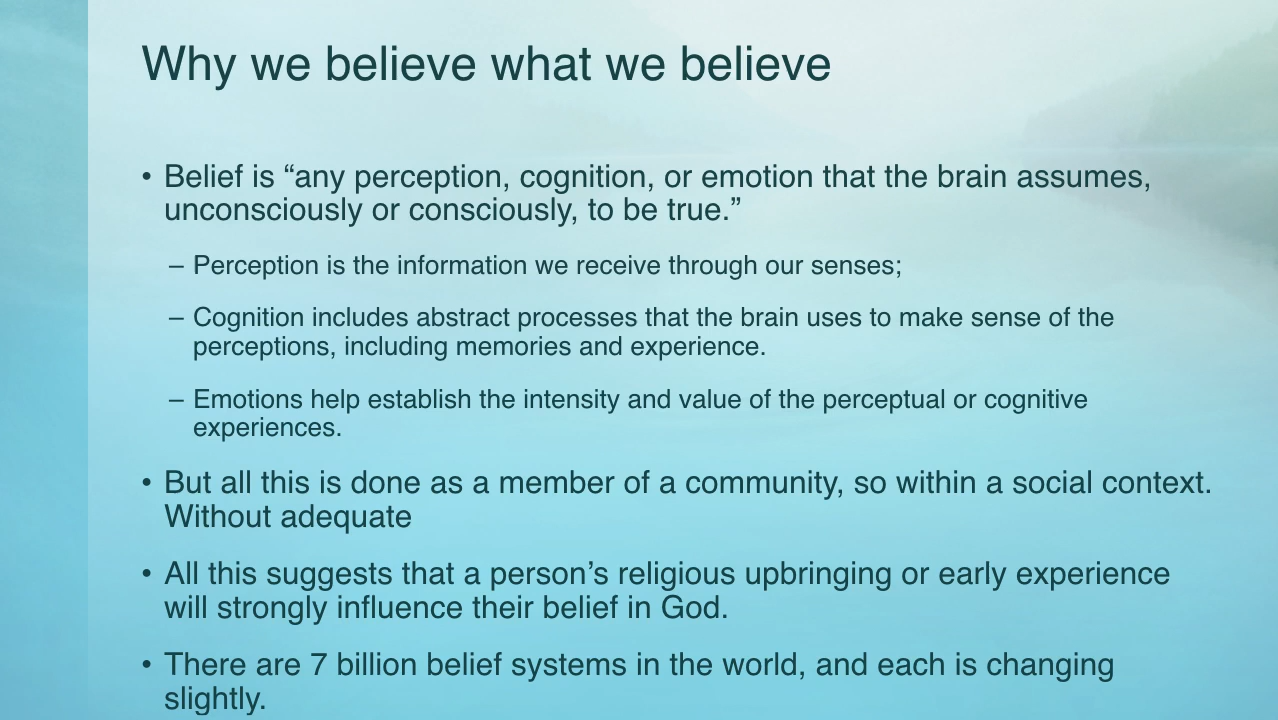 Why we believe what we believe
• Belief is “any perception, cognition, or emotion that the brain assumes,
unconsciously or consciously, to be true.”
– Perception is the information we receive through our senses;
– Cognition includes abstract processes that the brain uses to make sense of the
perceptions, including memories and experience.
– Emotions help establish the intensity and value of the perceptual or cognitive
experiences.
• But all this is done as a member of a community, so within a social context.
Without adequate
• All this suggests that a person’s religious upbringing or early experience
will strongly influence their belief in God.
• There are 7 billion belief systems in the world, and each is changing
slightly.